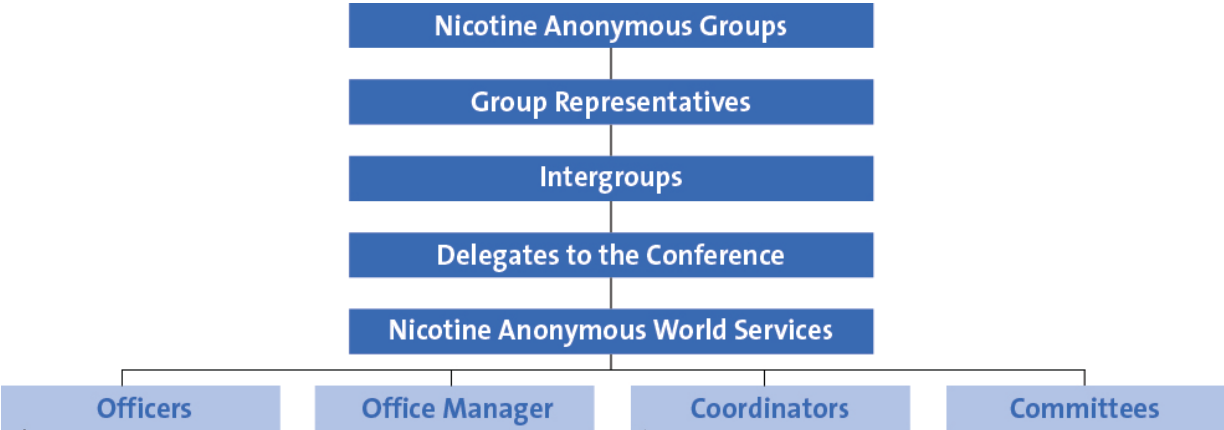 Nicotine Anonymous Groups
Group Representatives
Intergroups
Delegates to the Conference
Nicotine Anonymous World Services
Officers
Office Manager
Coordinators
Committees